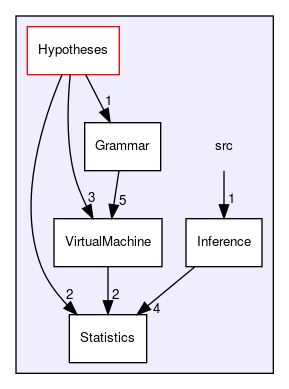 Hypotheses
1
Grammar
src
3
5
1
VirtualMachine
Inference
2
2
4
Statistics